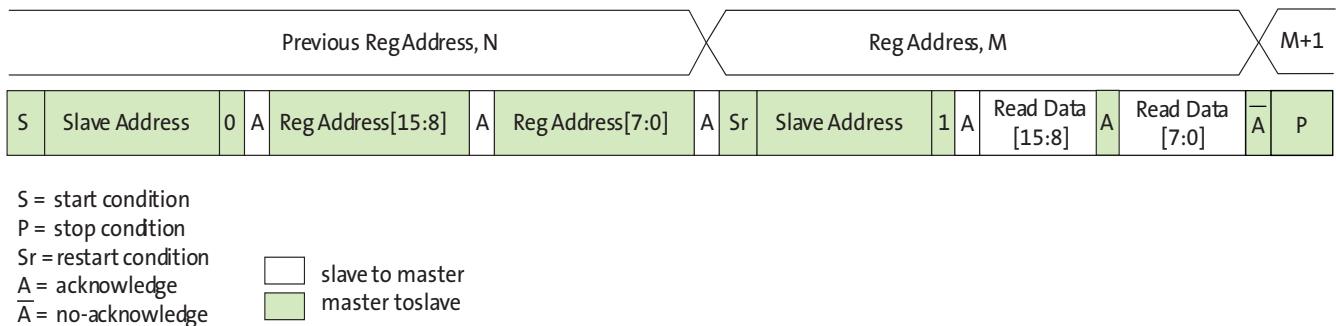 Previous Reg Address, N Reg Address, M M+1
S Slave Address 0 A Reg Address[15:8] A Reg Address[7:0] A Sr Slave Address 1 A Read Data [15:8] A Read Data [7:0] A̅ P
S = start condition
P = stop condition
Sr = restart condition
A = acknowledge
A̅ = no-acknowledge
slave to master
master toslave